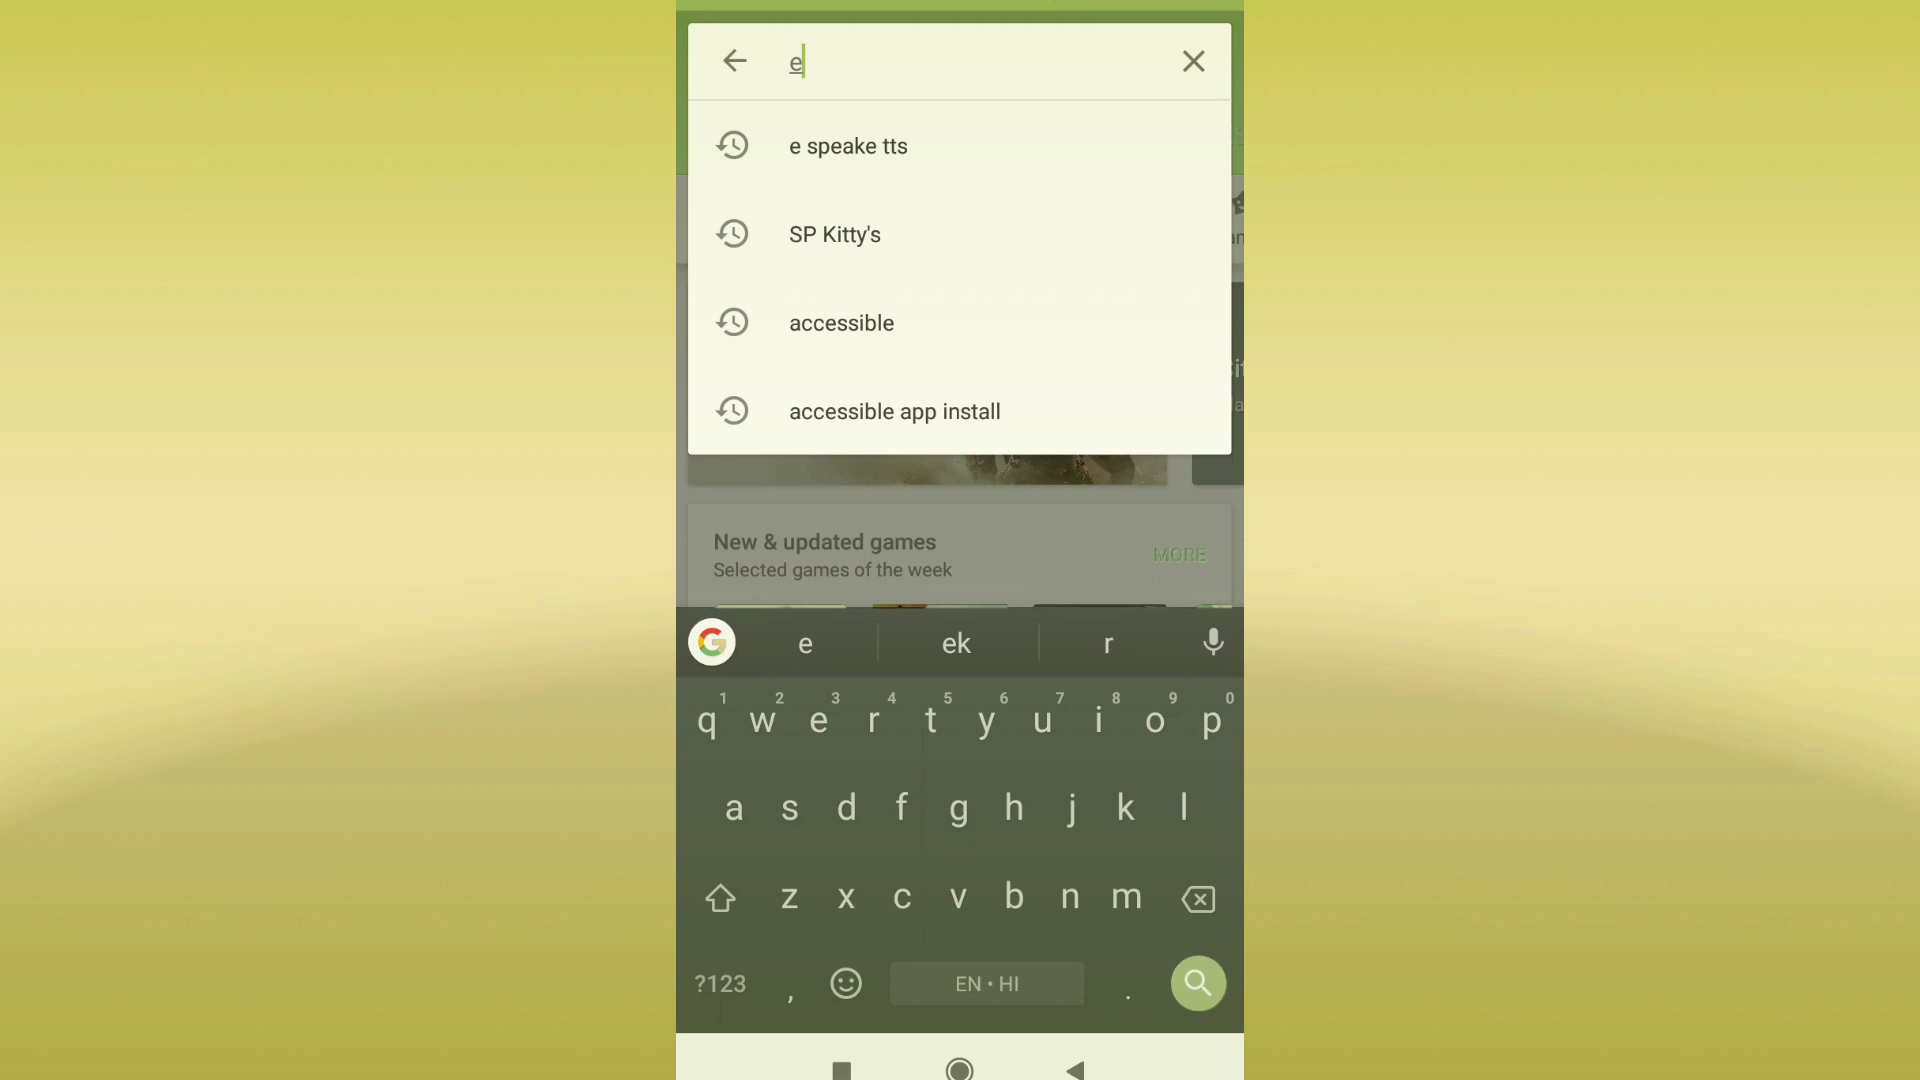 e
e speake tts
SP Kitty's
accessible
accessible app install
New & updated games
MORE
Selected games of the week
e ek r
1 2 3 4 5 6 7 8 9 0
q w e r t y u i o p
a s d f g h j k l
z x c v b n m
?123 , EN • HI .